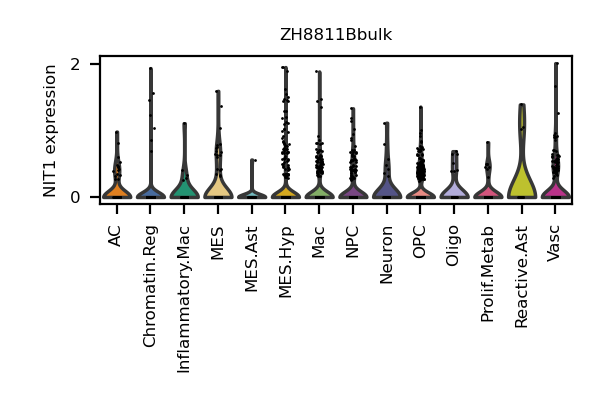 ZH8811Bbulk
NIT1 expression
2
0
AC
Chromatin.Reg
Inflammatory.Mac
MES
MES.Ast
MES.Hyp
Mac
NPC
Neuron
OPC
Oligo
Prolif.Metab
Reactive.Ast
Vasc